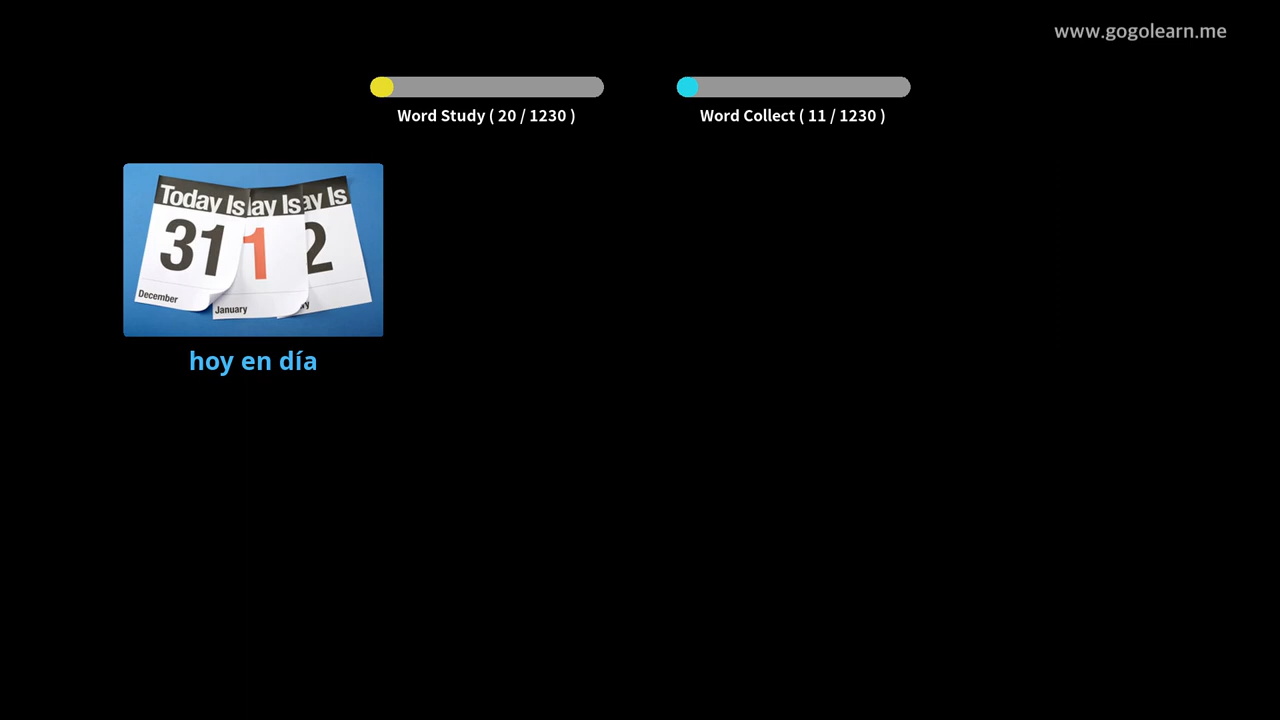 www.gogolearn.me
Word Study ( 20 / 1230 )
Word Collect ( 11 / 1230 )
Today Is
ay Is
ay Is
31
1
2
December
January
ry
hoy en día